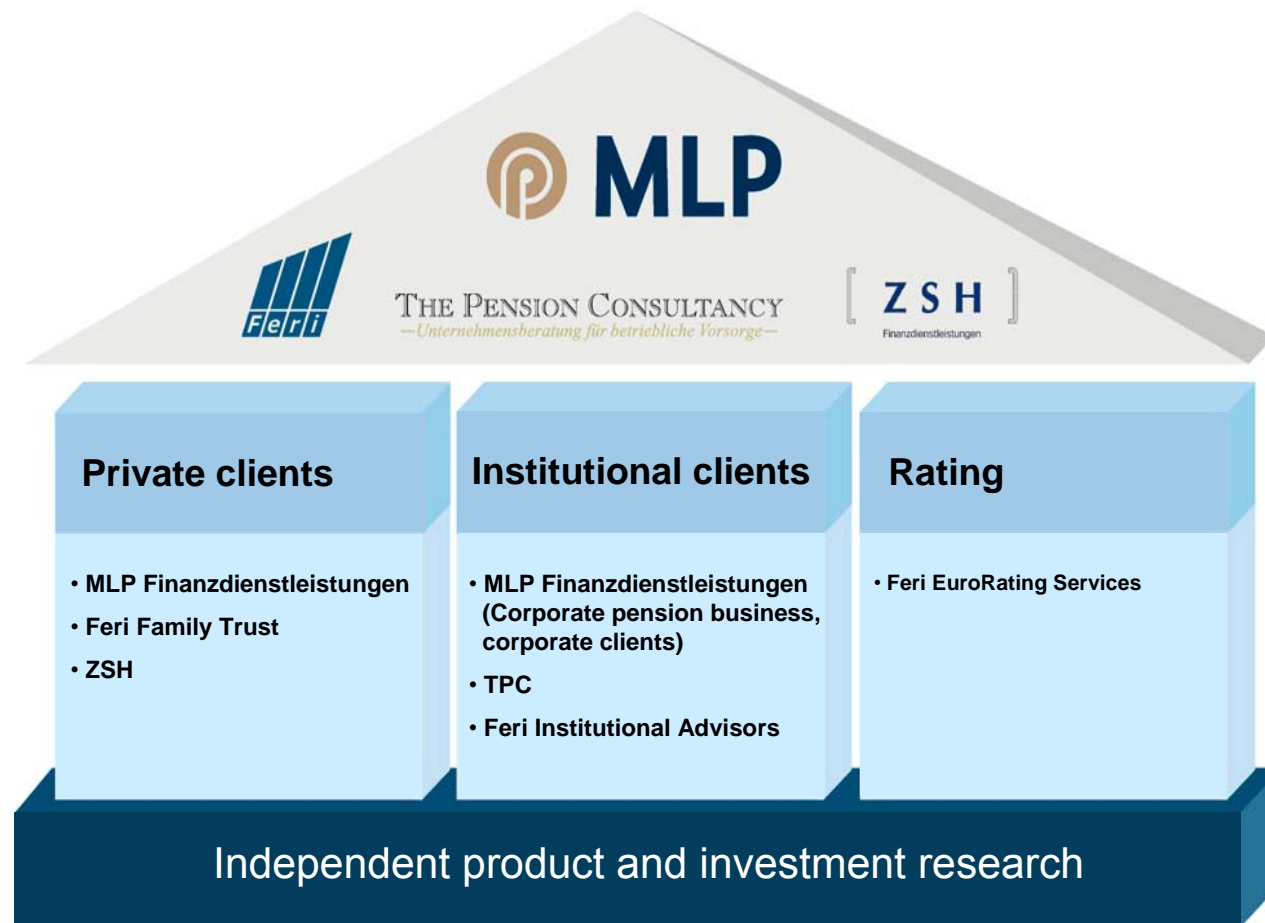 MLP
Feri
THE PENSION CONSULTANCY
—Unternehmensberatung für betriebliche Vorsorge—
[ Z S H ]
Finanzdienstleistungen
Private clients
• MLP Finanzdienstleistungen
• Feri Family Trust
• ZSH
Institutional clients
• MLP Finanzdienstleistungen
(Corporate pension business,
corporate clients)
• TPC
• Feri Institutional Advisors
Rating
• Feri EuroRating Services
Independent product and investment research